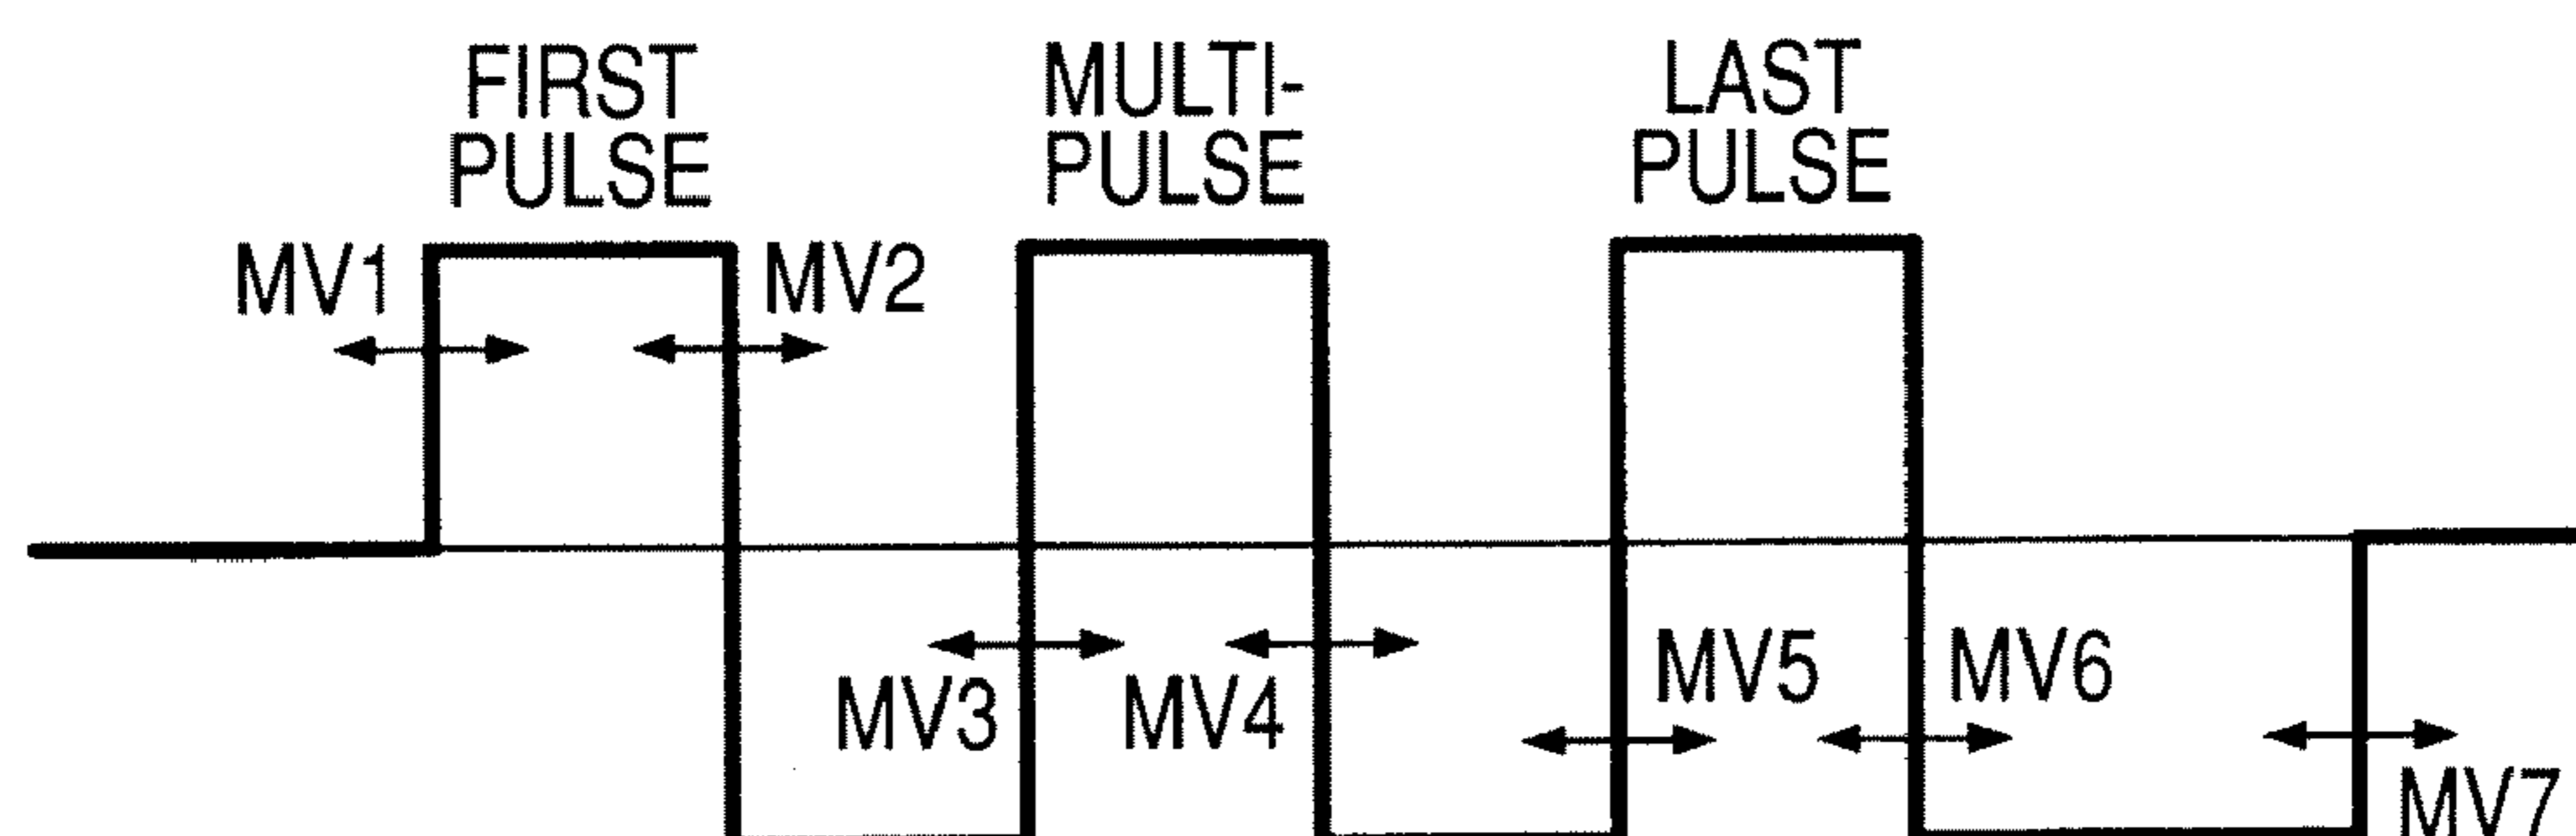 FIRST
PULSE
MULTI-
PULSE
LAST
PULSE
MV1
MV2
MV3
MV4
MV5
MV6
MV7